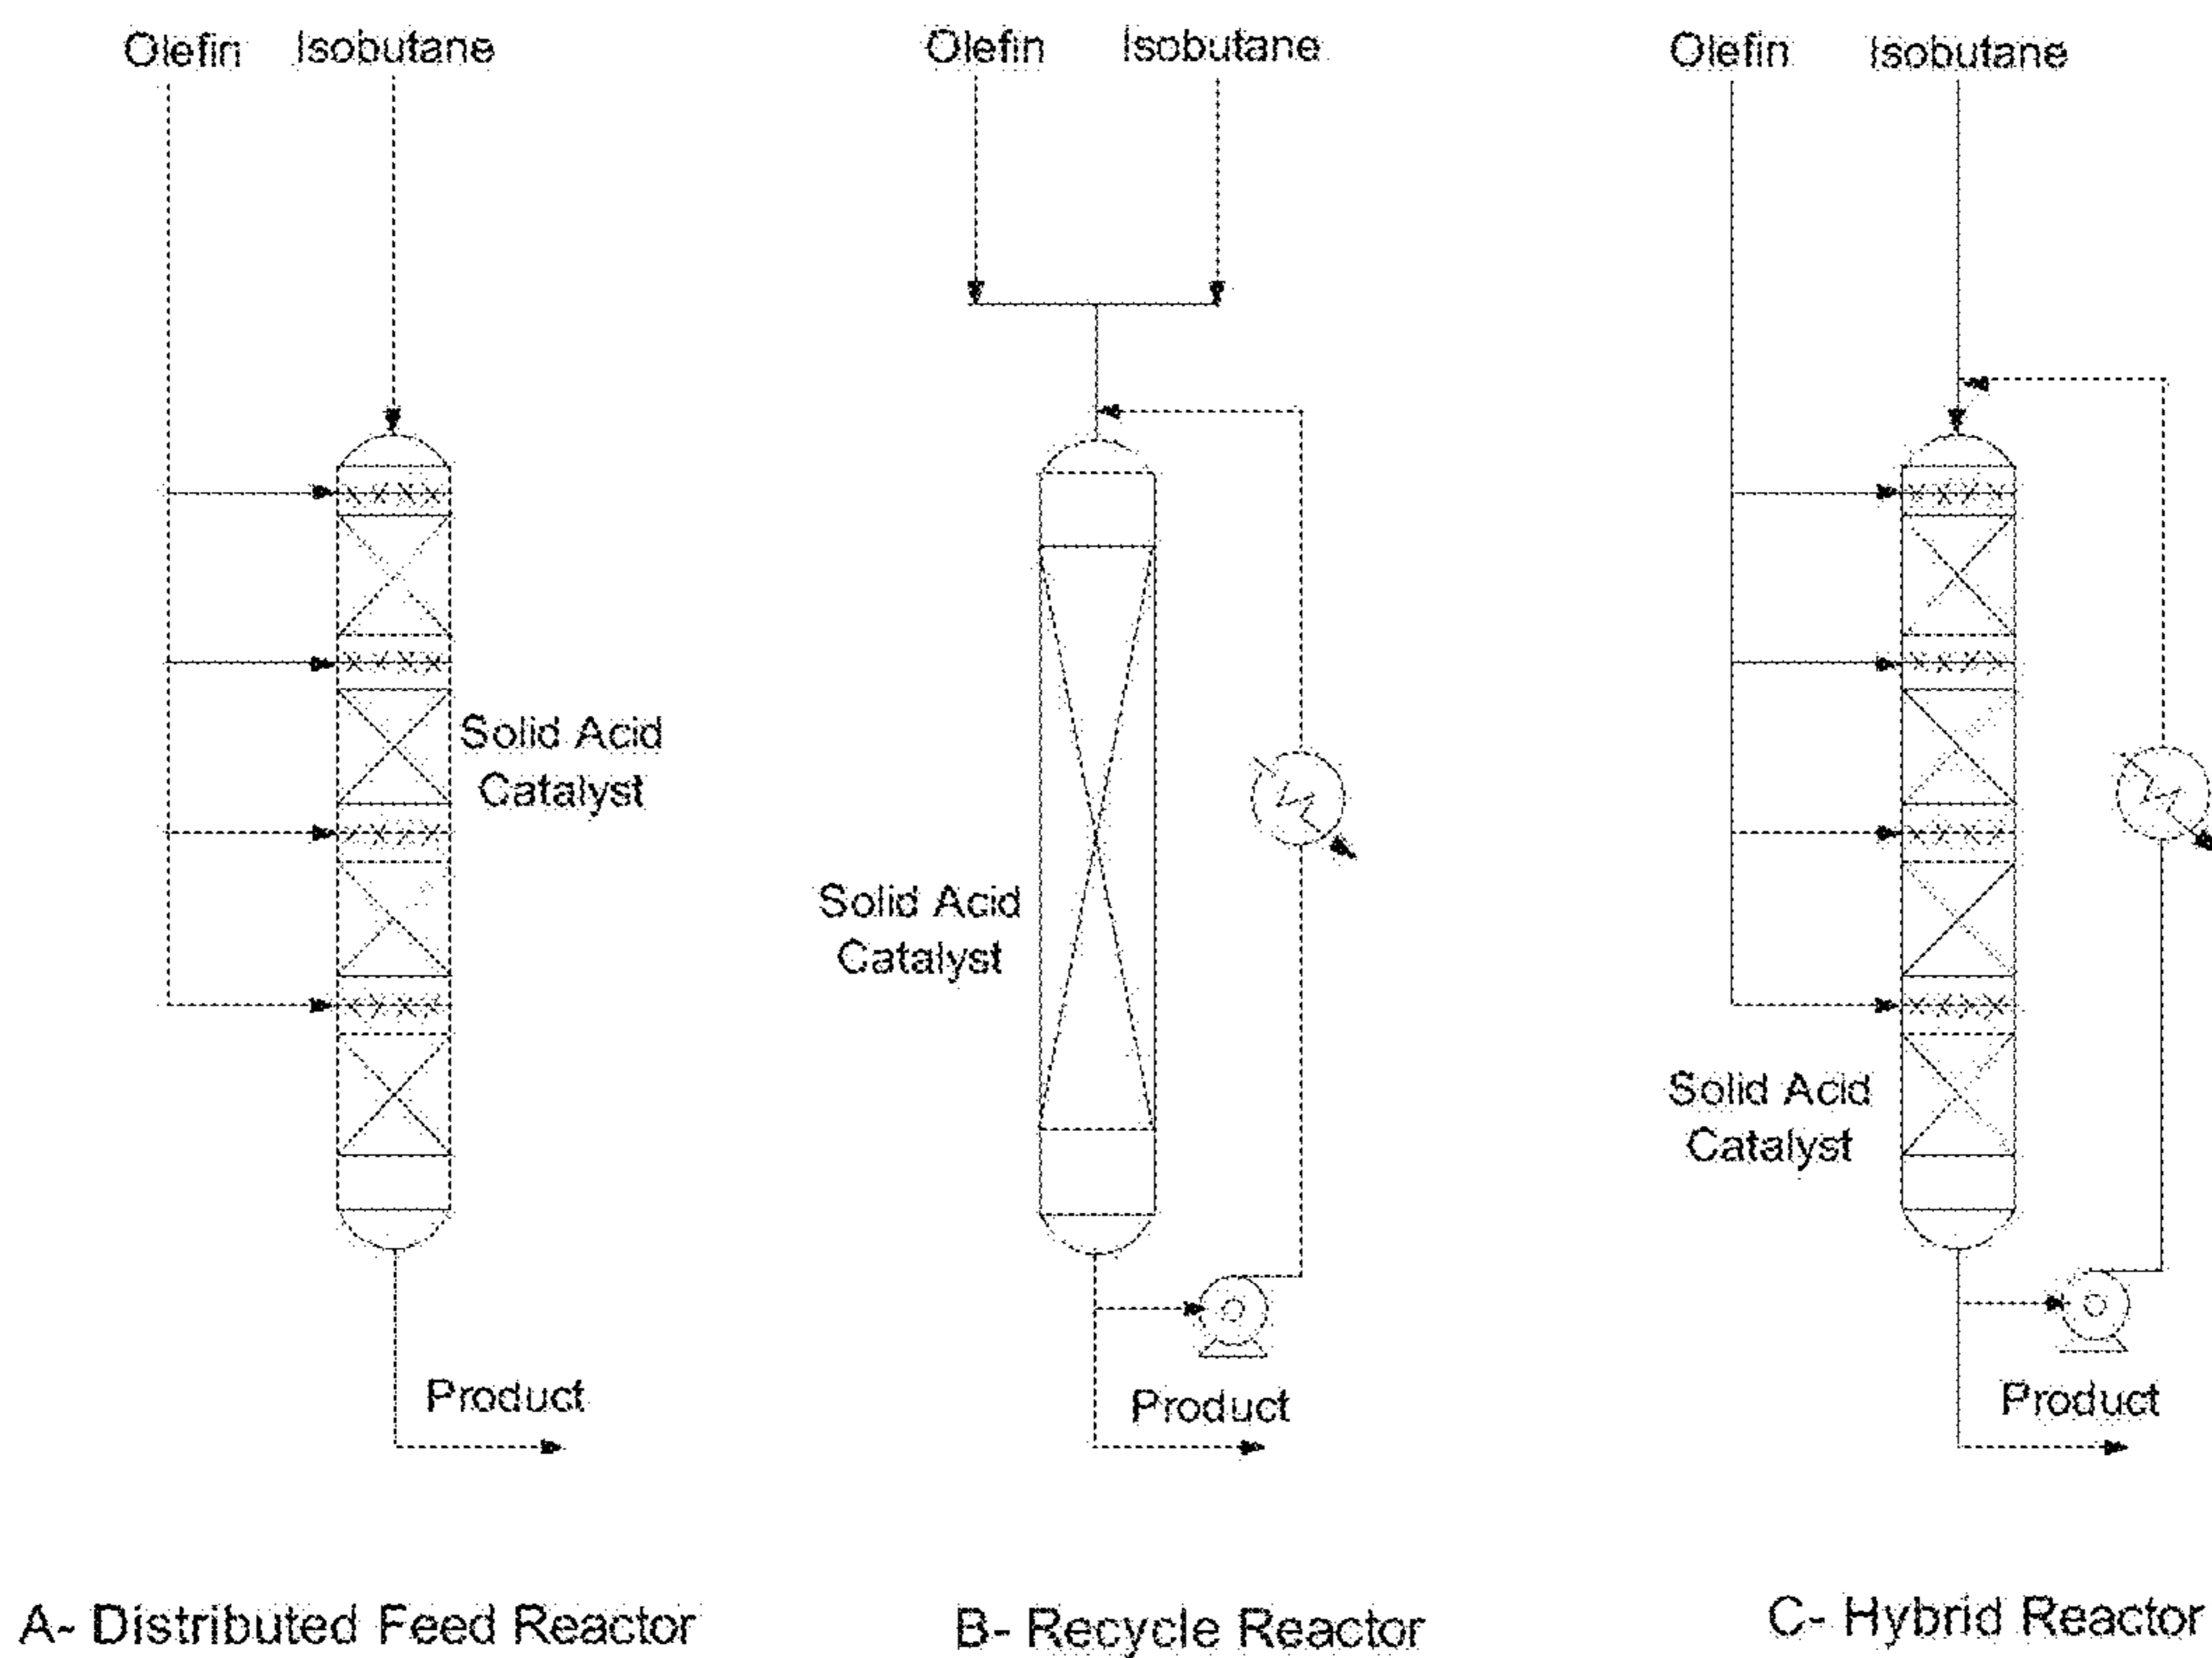 Olefin Isobutane
Solid Acid
Catalyst
Product
A- Distributed Feed Reactor
Olefin Isobutane
Solid Acid
Catalyst
Product
B- Recycle Reactor
Olefin Isobutane
Solid Acid
Catalyst
Product
C- Hybrid Reactor